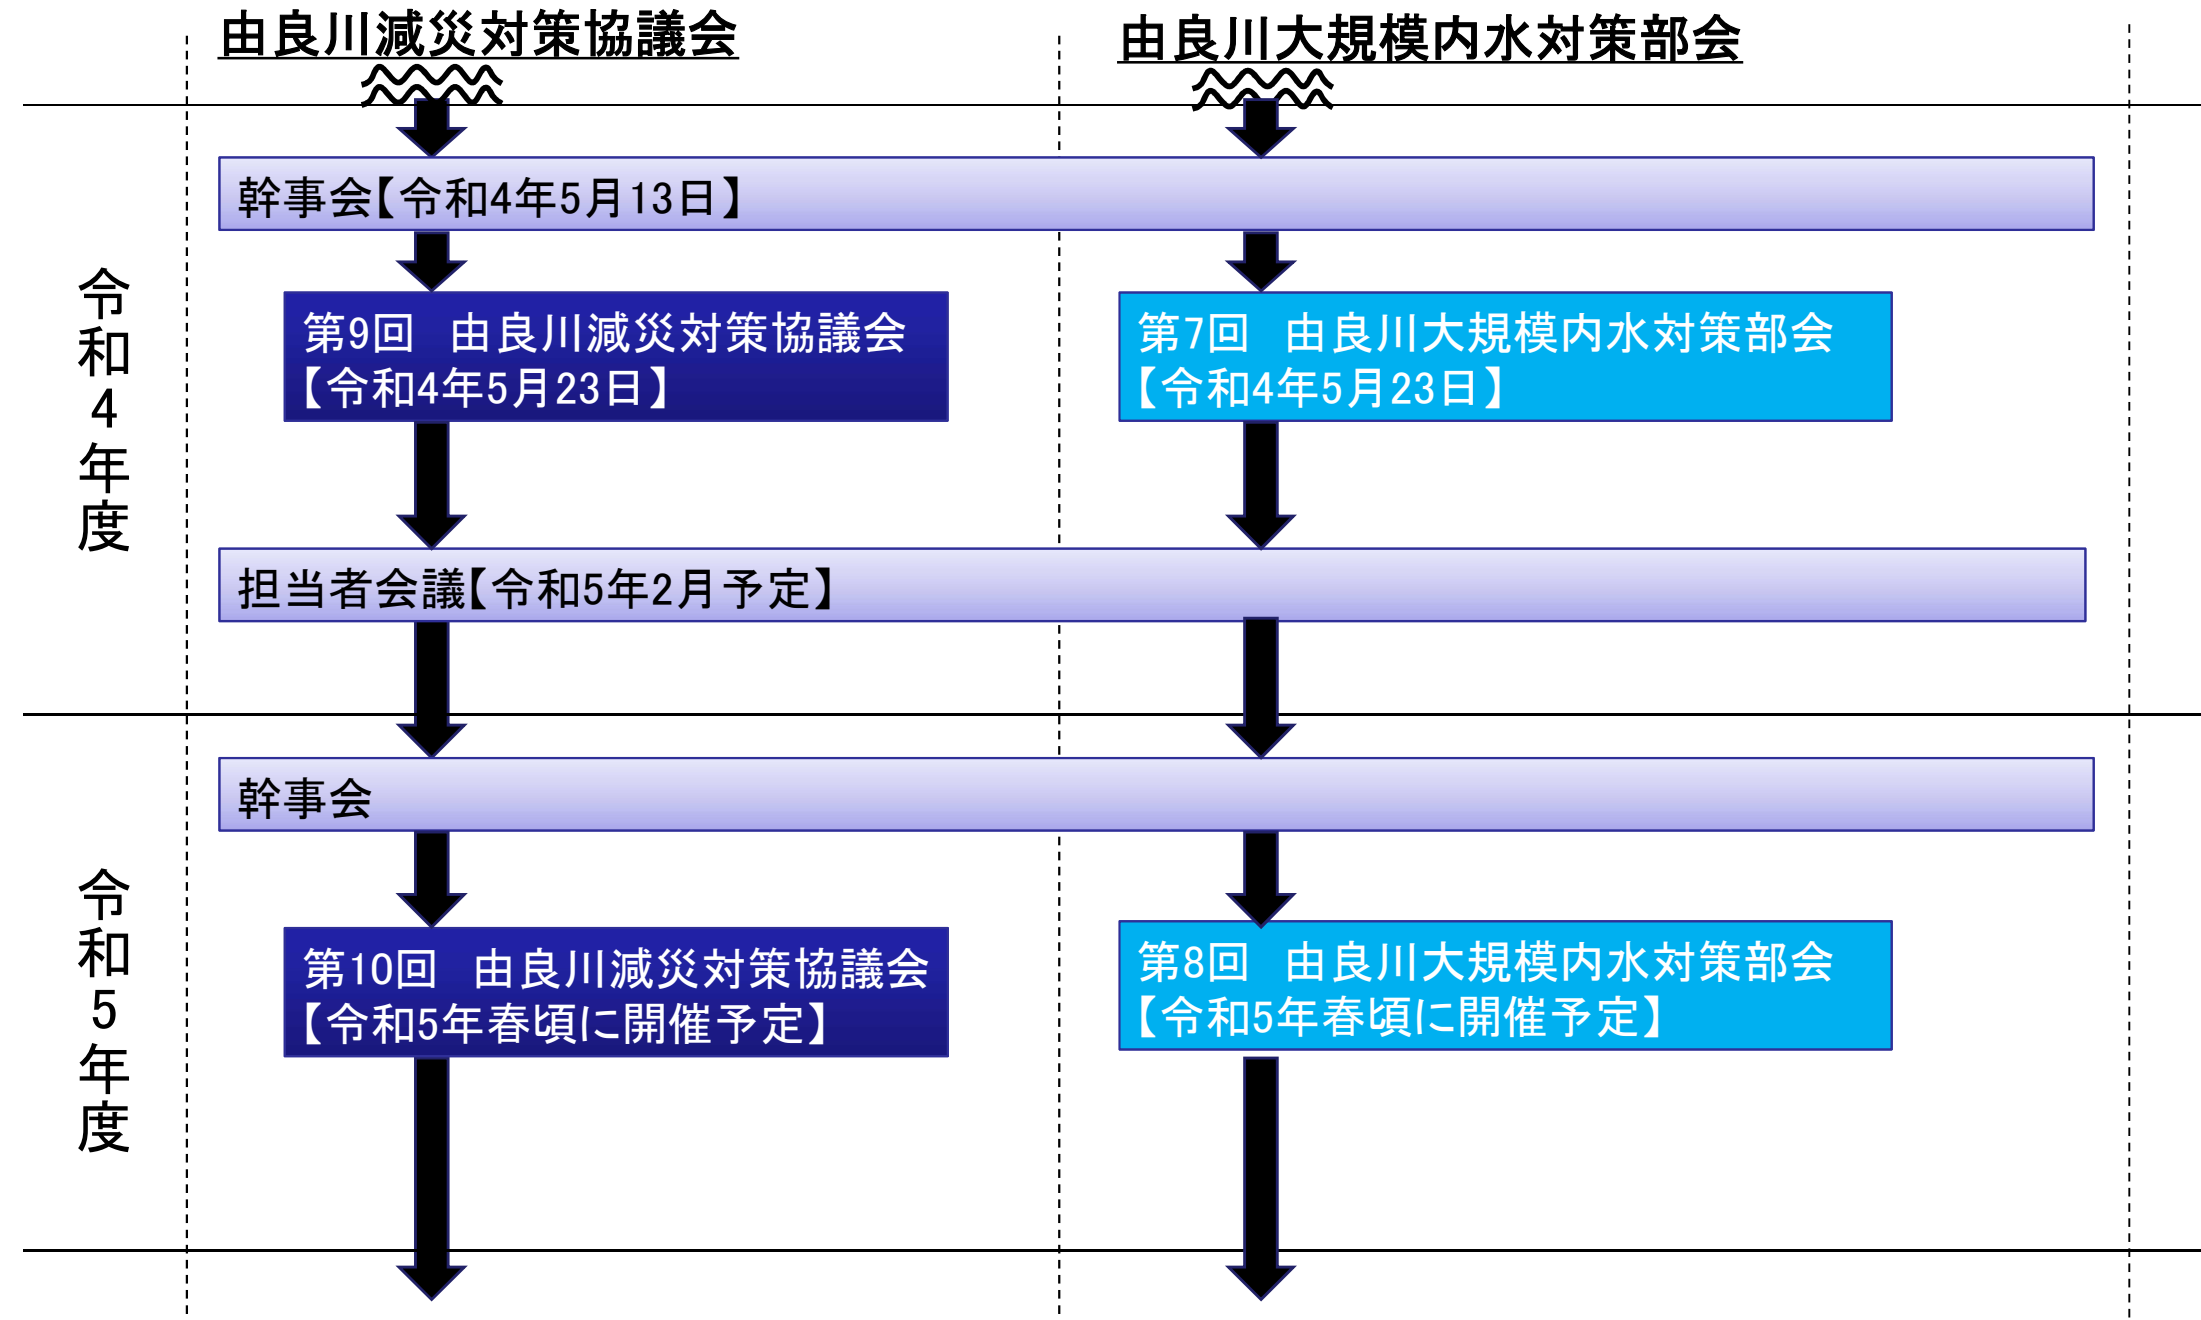 由良川減災対策協議会
由良川大規模内水対策部会
令和4年度
幹事会【令和4年5月13日】
第9回　由良川減災対策協議会
【令和4年5月23日】
第7回　由良川大規模内水対策部会
【令和4年5月23日】
担当者会議【令和5年2月予定】
令和5年度
幹事会
第10回　由良川減災対策協議会
【令和5年春頃に開催予定】
第8回　由良川大規模内水対策部会
【令和5年春頃に開催予定】